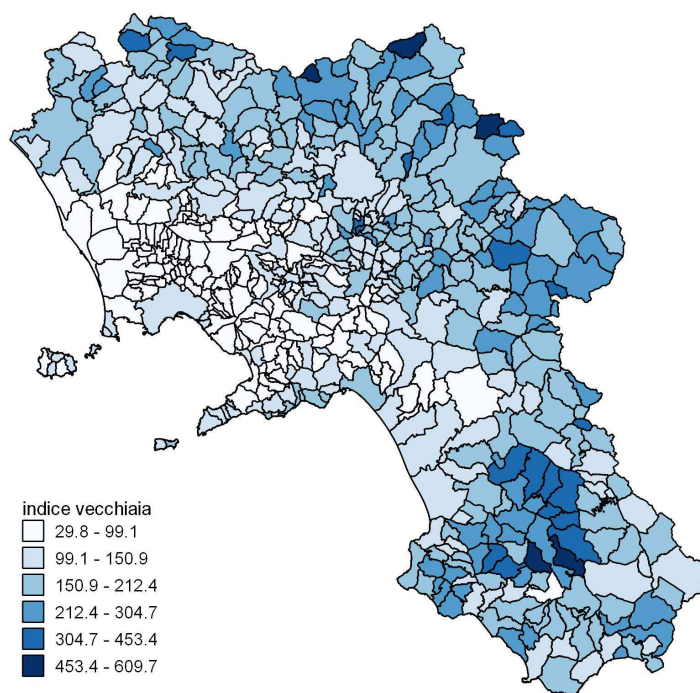 indice vecchiaia
29.8 - 99.1
99.1 - 150.9
150.9 - 212.4
212.4 - 304.7
304.7 - 453.4
453.4 - 609.7